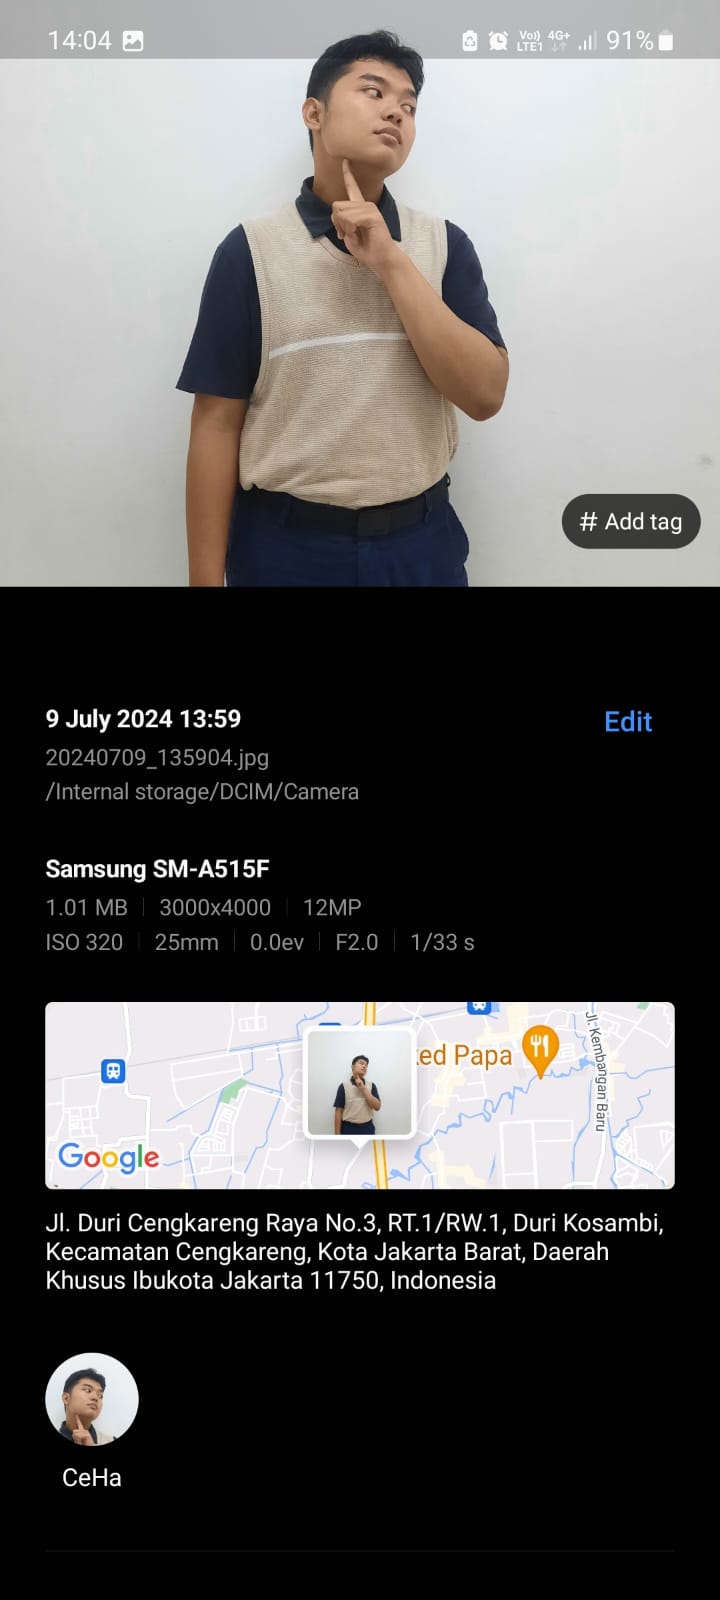 14:04 Vo)) LTE1 4G+ 91%
# Add tag
9 July 2024 13:59 Edit
20240709_135904.jpg
/Internal storage/DCIM/Camera
Samsung SM-A515F
1.01 MB 3000x4000 12MP
ISO 320 25mm 0.0ev F2.0 1/33 s
ted Papa
Jl. Kembangan Baru
Google
Jl. Duri Cengkareng Raya No.3, RT.1/RW.1, Duri Kosambi,
Kecamatan Cengkareng, Kota Jakarta Barat, Daerah
Khusus Ibukota Jakarta 11750, Indonesia
CeHa